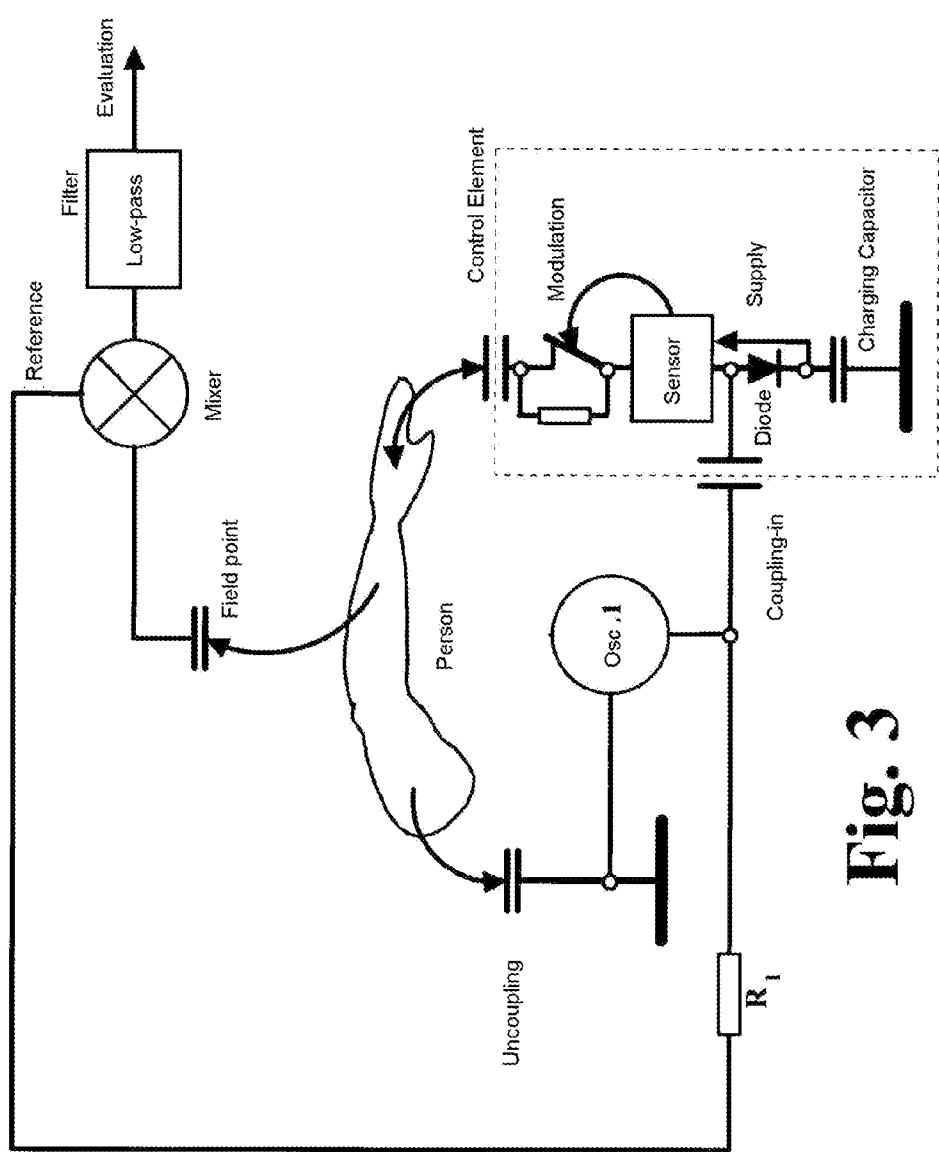 Evaluation
Filter
Low-pass
Reference
Mixer
Field point
Person
Control Element
Modulation
Sensor
Supply
Diode
Charging Capacitor
Coupling-in
Osc .1
Uncoupling
R1
Fig. 3